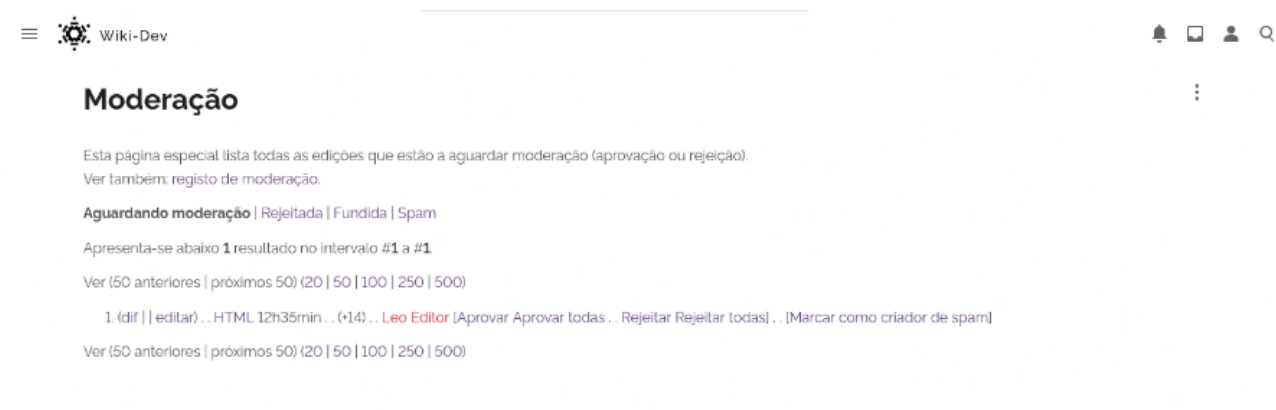 Wiki-Dev
Moderação
Esta página especial lista todas as edições que estão a aguardar moderação (aprovação ou rejeição).
Ver também: registo de moderação.
Aguardando moderação | Rejeitada | Fundida | Spam
Apresenta-se abaixo 1 resultado no intervalo #1 a #1.
Ver (50 anteriores | próximos 50) (20 | 50 | 100 | 250 | 500)
1. (dif | | editar) . . HTML 12h35min . . (+14) . . Leo Editor [Aprovar Aprovar todas . . Rejeitar Rejeitar todas] . . [Marcar como criador de spam]
Ver (50 anteriores | próximos 50) (20 | 50 | 100 | 250 | 500)